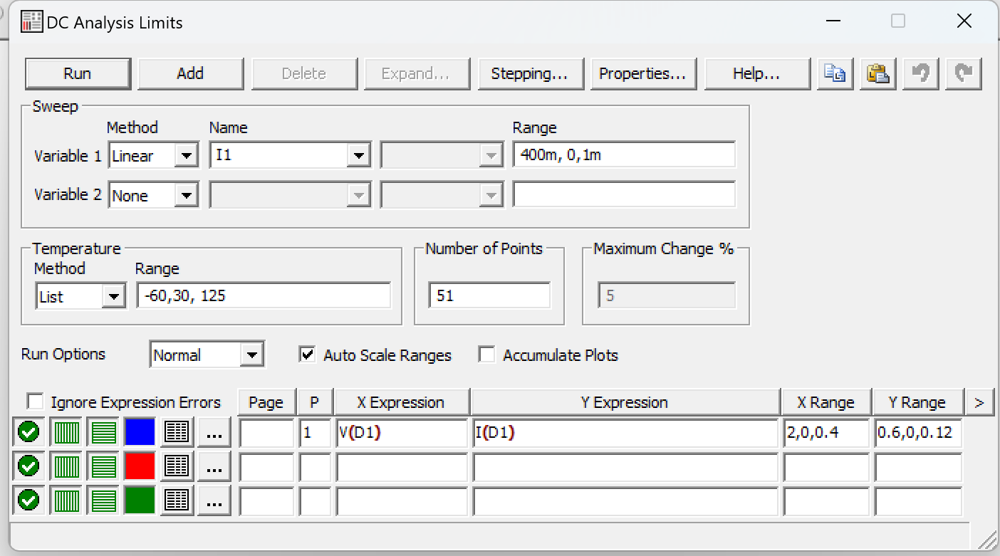 DC Analysis Limits
Run Add Delete Expand... Stepping... Properties... Help...
Sweep
Method Name Range
Variable 1 Linear I1 400m, 0,1m
Variable 2 None
Temperature Number of Points Maximum Change %
Method Range
List -60,30, 125 51 5
Run Options Normal Auto Scale Ranges Accumulate Plots
Ignore Expression Errors Page P X Expression Y Expression X Range Y Range >
... 1 V(D1) I(D1) 2,0,0.4 0.6,0,0.12
...
...